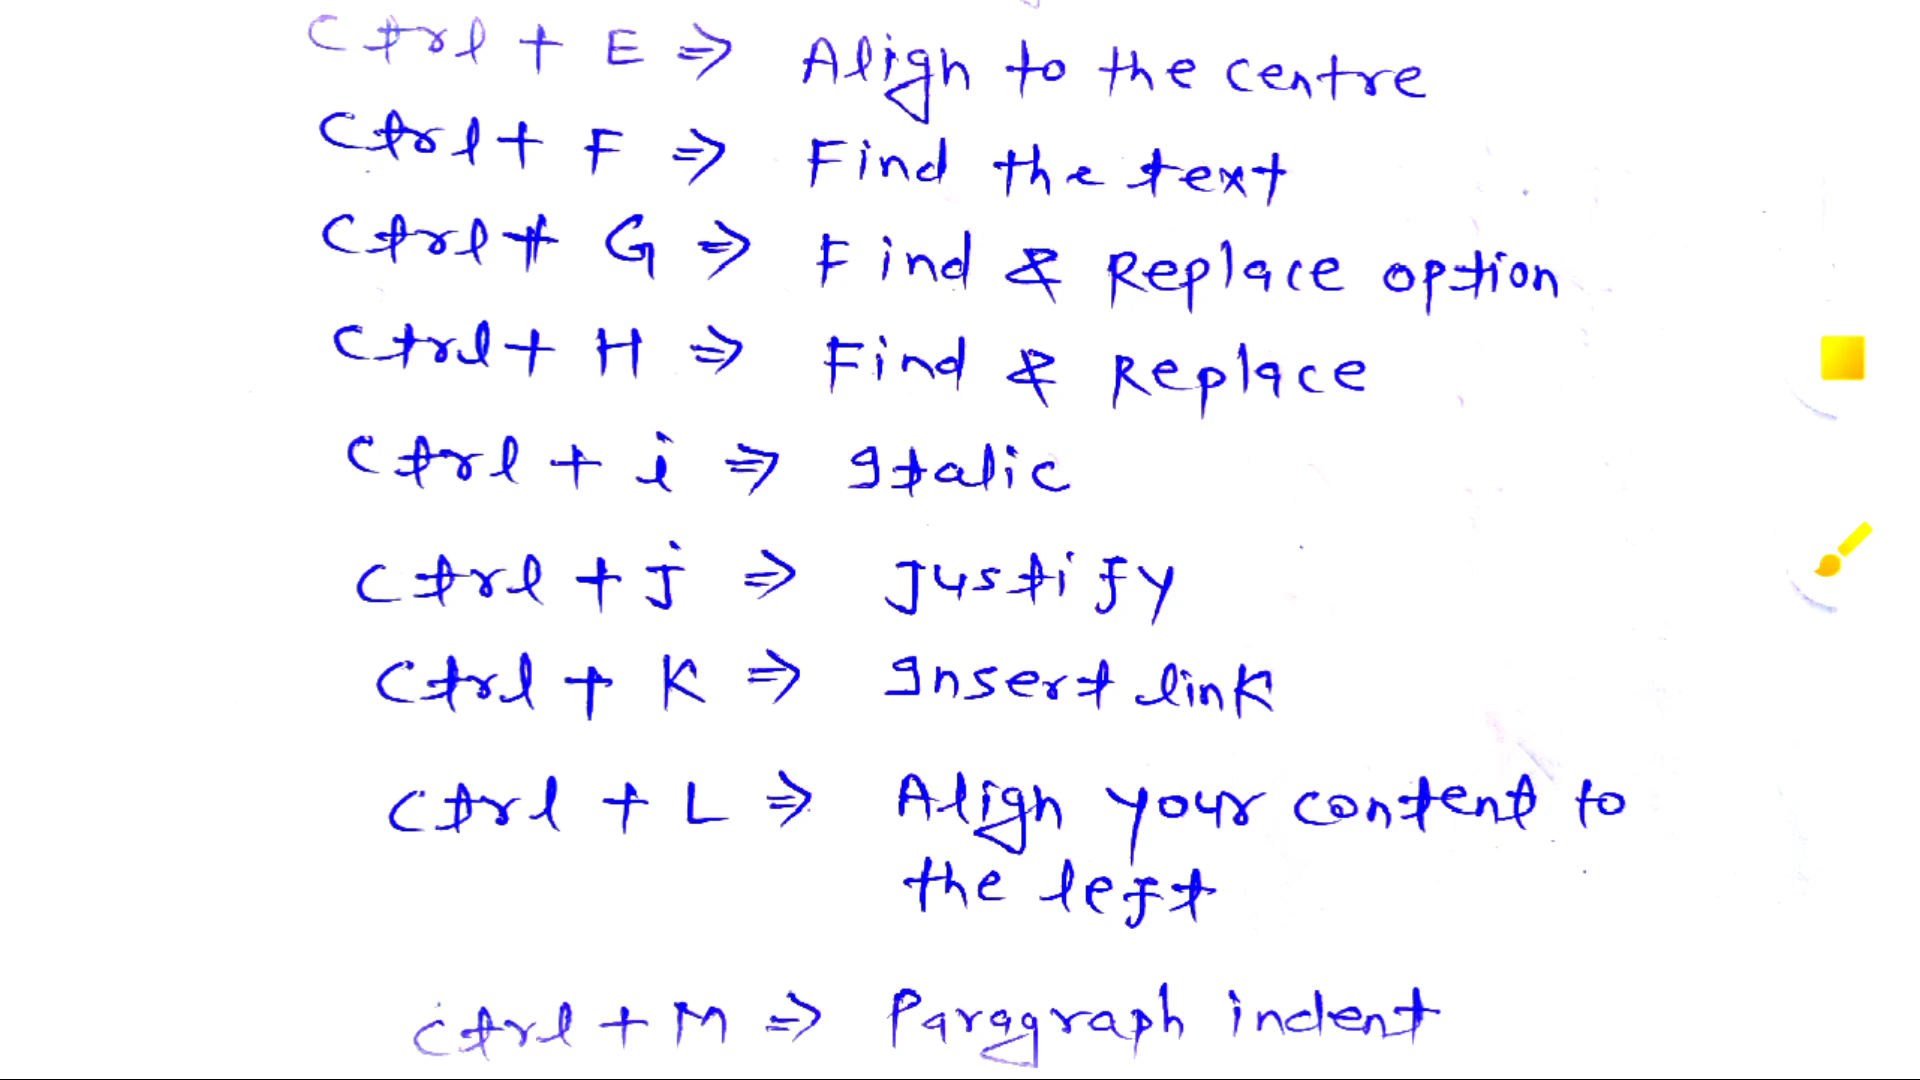 Ctrl + E ⇒ Align to the centre
Ctrl + F ⇒ Find the text
Ctrl + G ⇒ Find & Replace option
Ctrl + H ⇒ Find & Replace
Ctrl + i ⇒ Italic
Ctrl + j ⇒ Justify
Ctrl + K ⇒ Insert link
Ctrl + L ⇒ Align your content to
the left
Ctrl + M ⇒ Paragraph indent